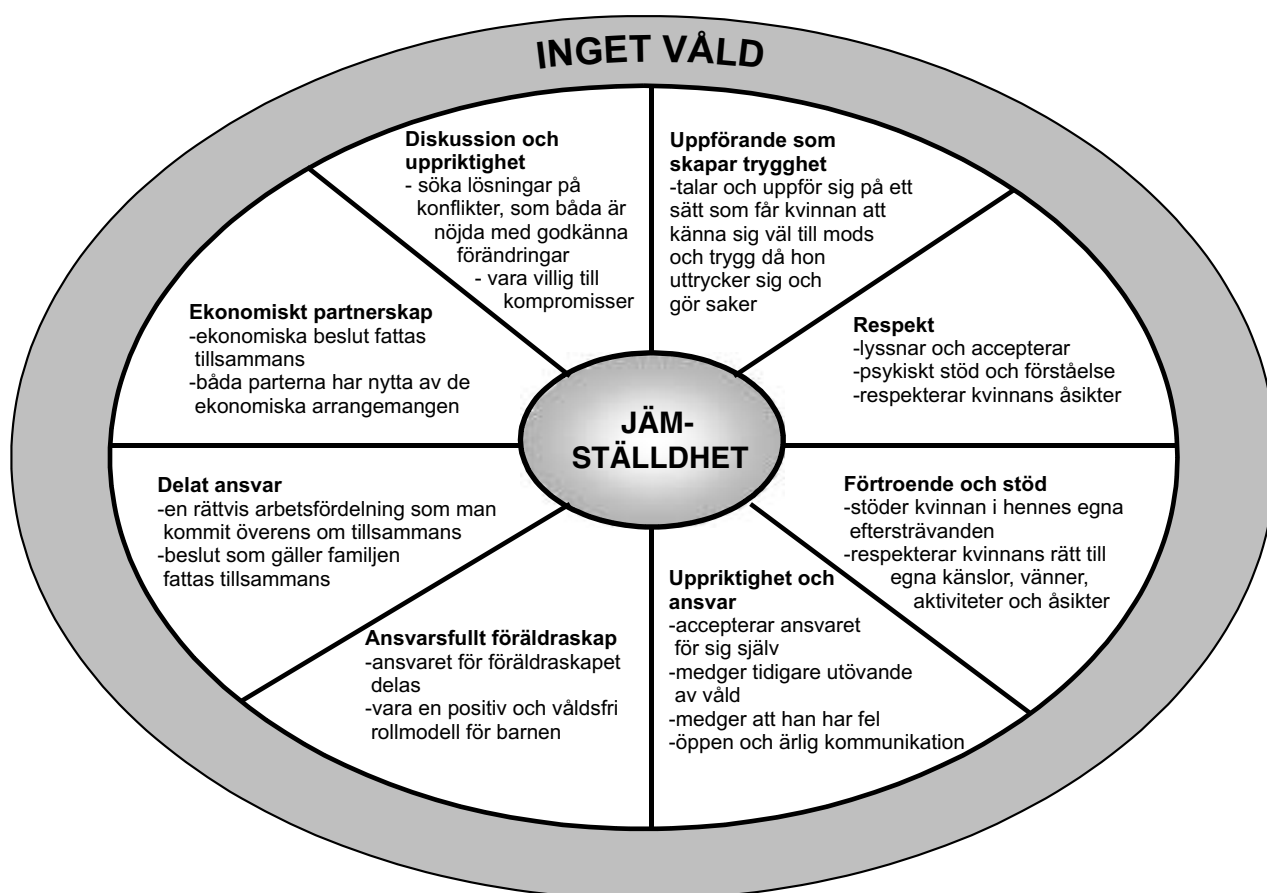 INGET VÅLD
Diskussion och
uppriktighet
- söka lösningar på
konflikter, som båda är
nöjda med godkänna
förändringar
- vara villig till
kompromisser
Uppförande som
skapar trygghet
-talar och uppför sig på ett
sätt som får kvinnan att
känna sig väl till mods
och trygg då hon
uttrycker sig och
gör saker
Ekonomiskt partnerskap
-ekonomiska beslut fattas
tillsammans
-båda parterna har nytta av de
ekonomiska arrangemangen
Respekt
-lyssnar och accepterar
-psykiskt stöd och förståelse
-respekterar kvinnans åsikter
JÄM-
STÄLLDHET
Delat ansvar
-en rättvis arbetsfördelning som man
kommit överens om tillsammans
-beslut som gäller familjen
fattas tillsammans
Förtroende och stöd
-stöder kvinnan i hennes egna
eftersträvanden
-respekterar kvinnans rätt till
egna känslor, vänner,
aktiviteter och åsikter
Ansvarsfullt föräldraskap
-ansvaret för föräldraskapet
delas
-vara en positiv och våldsfri
rollmodell för barnen
Uppriktighet och
ansvar
-accepterar ansvaret
för sig själv
-medger tidigare utövande
av våld
-medger att han har fel
-öppen och ärlig kommunikation